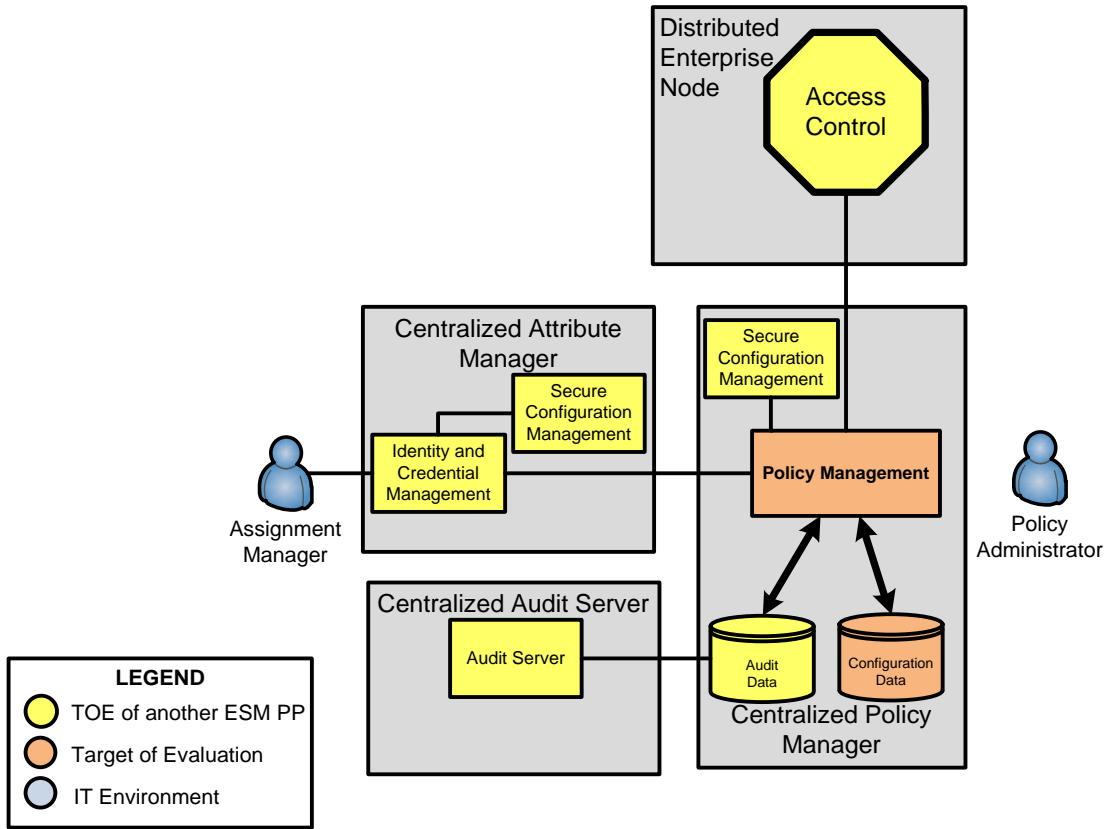 Distributed
Enterprise
Node
Access
Control
Centralized Attribute
Manager
Secure
Configuration
Management
Identity and
Credential
Management
Assignment
Manager
Secure
Configuration
Management
Policy Management
Policy
Administrator
Centralized Audit Server
Audit Server
Audit
Data
Configuration
Data
Centralized Policy
Manager
LEGEND
TOE of another ESM PP
Target of Evaluation
IT Environment